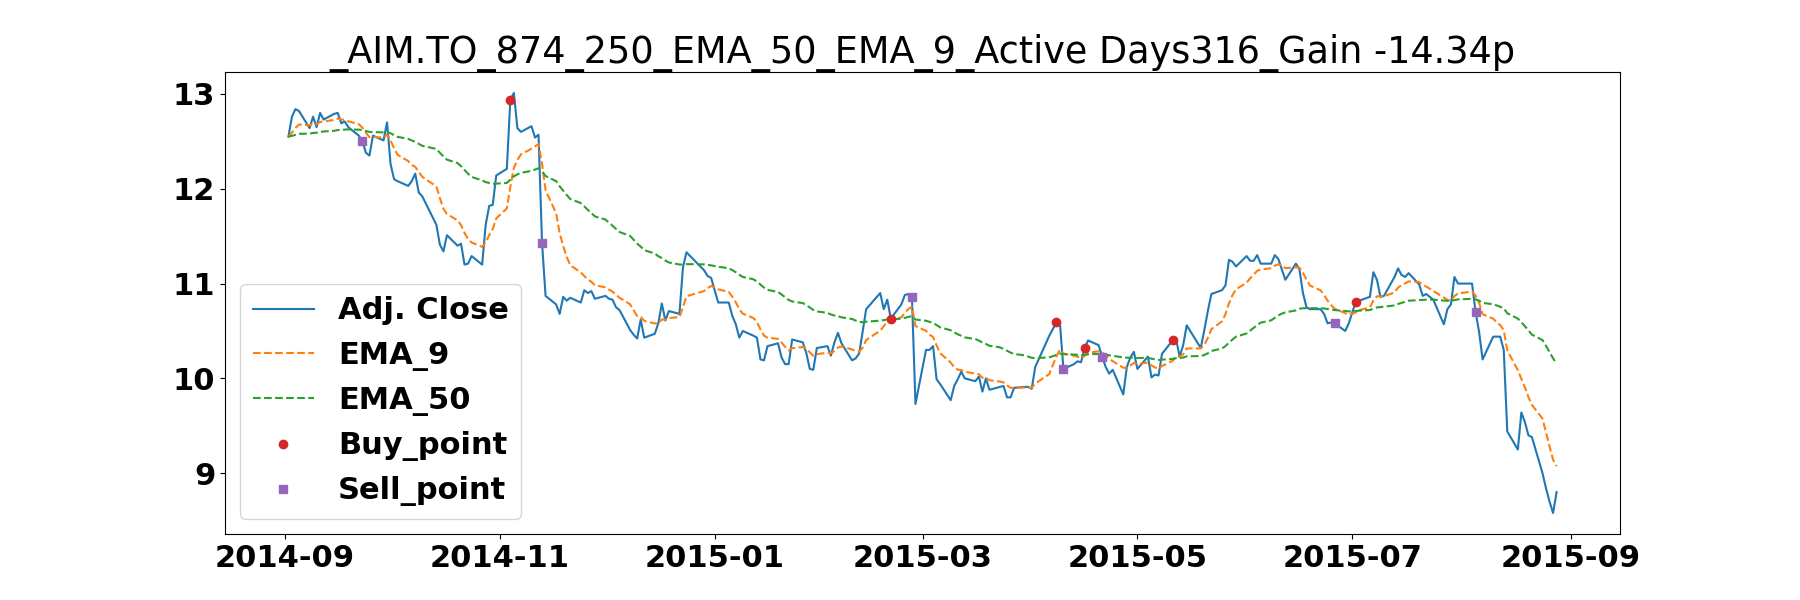 _AIM.TO_874_250_EMA_50_EMA_9_Active Days316_Gain -14.34p
13
12
11
10
9
Adj. Close
EMA_9
EMA_50
Buy_point
Sell_point
2014-09 2014-11 2015-01 2015-03 2015-05 2015-07 2015-09